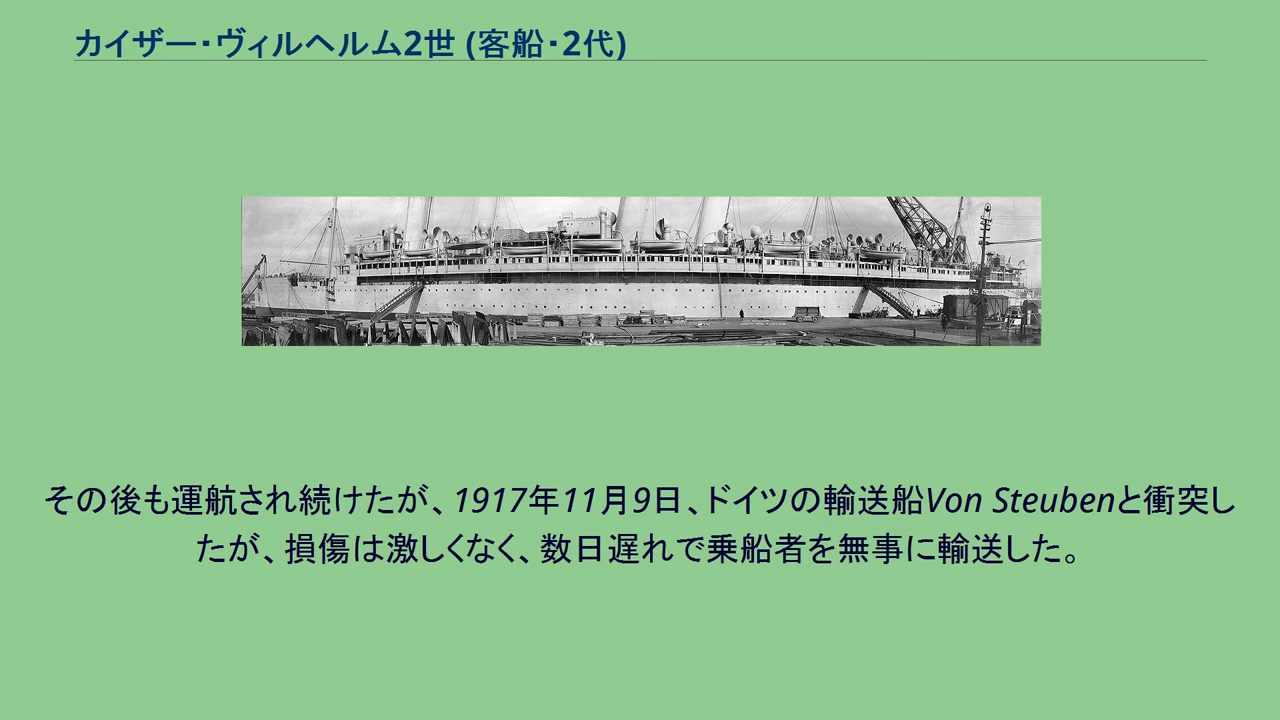 カイザー・ヴィルヘルム2世 (客船・2代)
その後も運航され続けたが、1917年11月9日、ドイツの輸送船Von Steubenと衝突し
たが、損傷は激しくなく、数日遅れで乗船者を無事に輸送した。